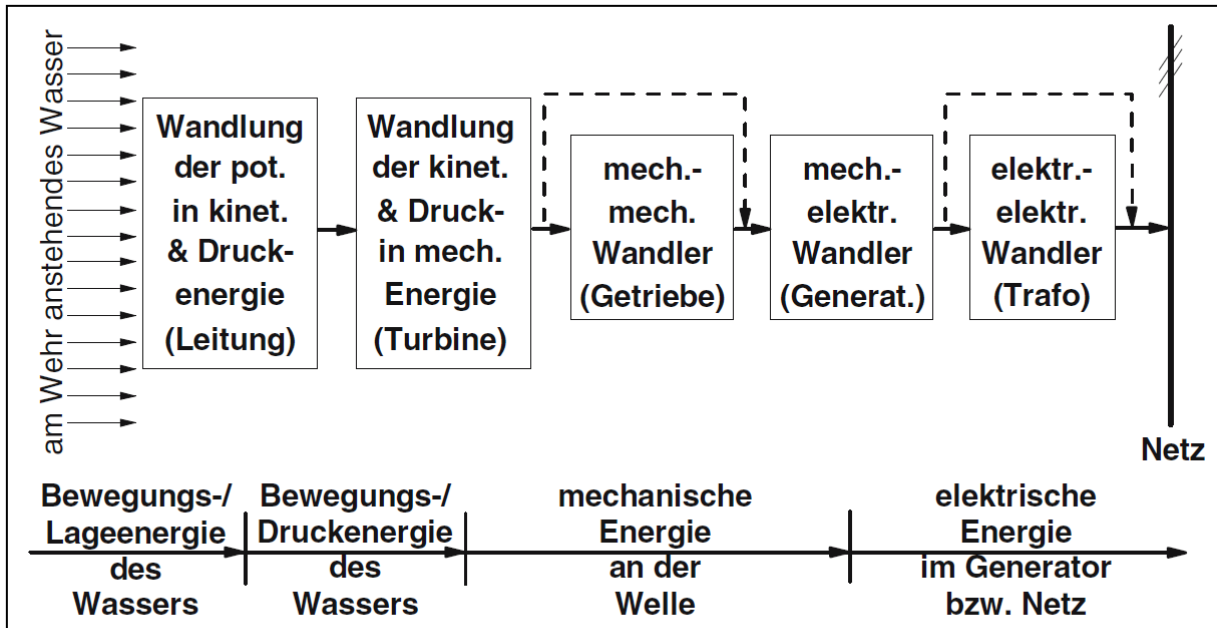 am Wehr anstehendes Wasser
Wandlung
der pot.
in kinet.
& Druck-
energie
(Leitung)
Wandlung
der kinet.
& Druck-
in mech.
Energie
(Turbine)
mech.-
mech.
Wandler
(Getriebe)
mech.-
elektr.
Wandler
(Generat.)
elektr.-
elektr.
Wandler
(Trafo)
Netz
Bewegungs-/
Lageenergie
des
Wassers
Bewegungs-/
Druckenergie
des
Wassers
mechanische
Energie
an der
Welle
elektrische
Energie
im Generator
bzw. Netz